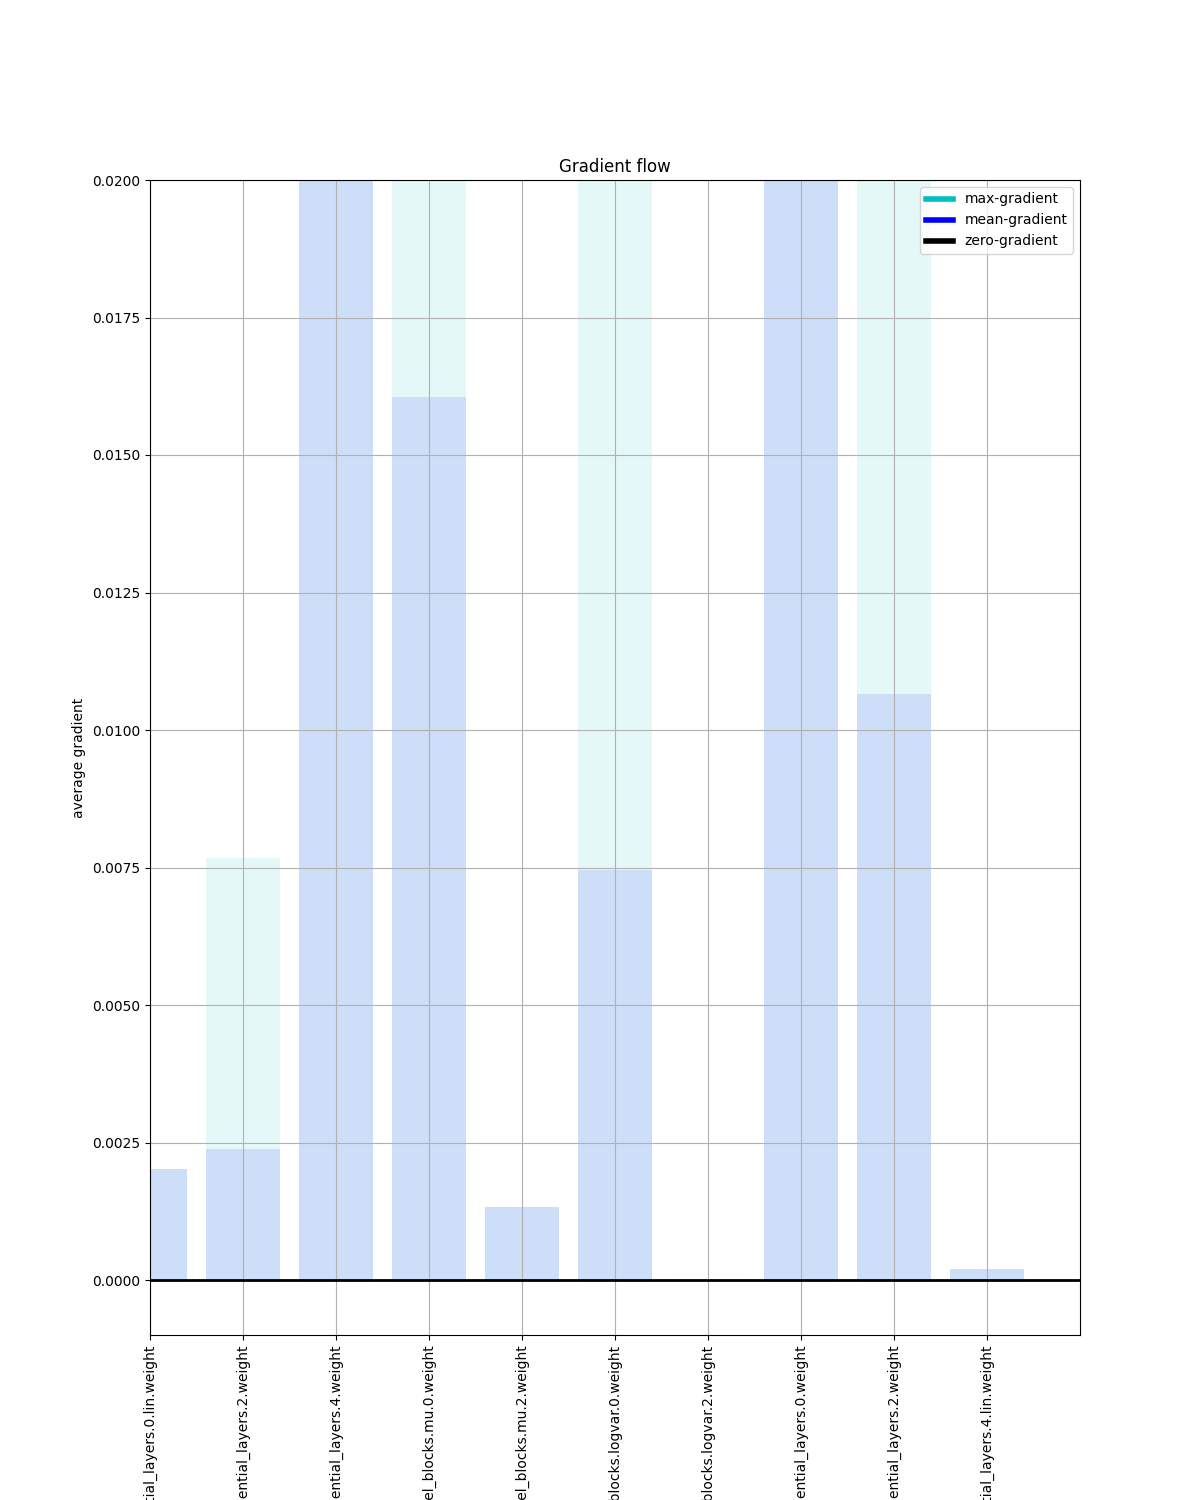 Gradient flow
max-gradient
mean-gradient
zero-gradient
0.0200
0.0175
0.0150
0.0125
0.0100
0.0075
0.0050
0.0025
0.0000
average gradient
tial_layers.0.lin.weight
ential_layers.2.weight
ential_layers.4.weight
el_blocks.mu.0.weight
el_blocks.mu.2.weight
blocks.logvar.0.weight
blocks.logvar.2.weight
ential_layers.0.weight
ential_layers.2.weight
tial_layers.4.lin.weight